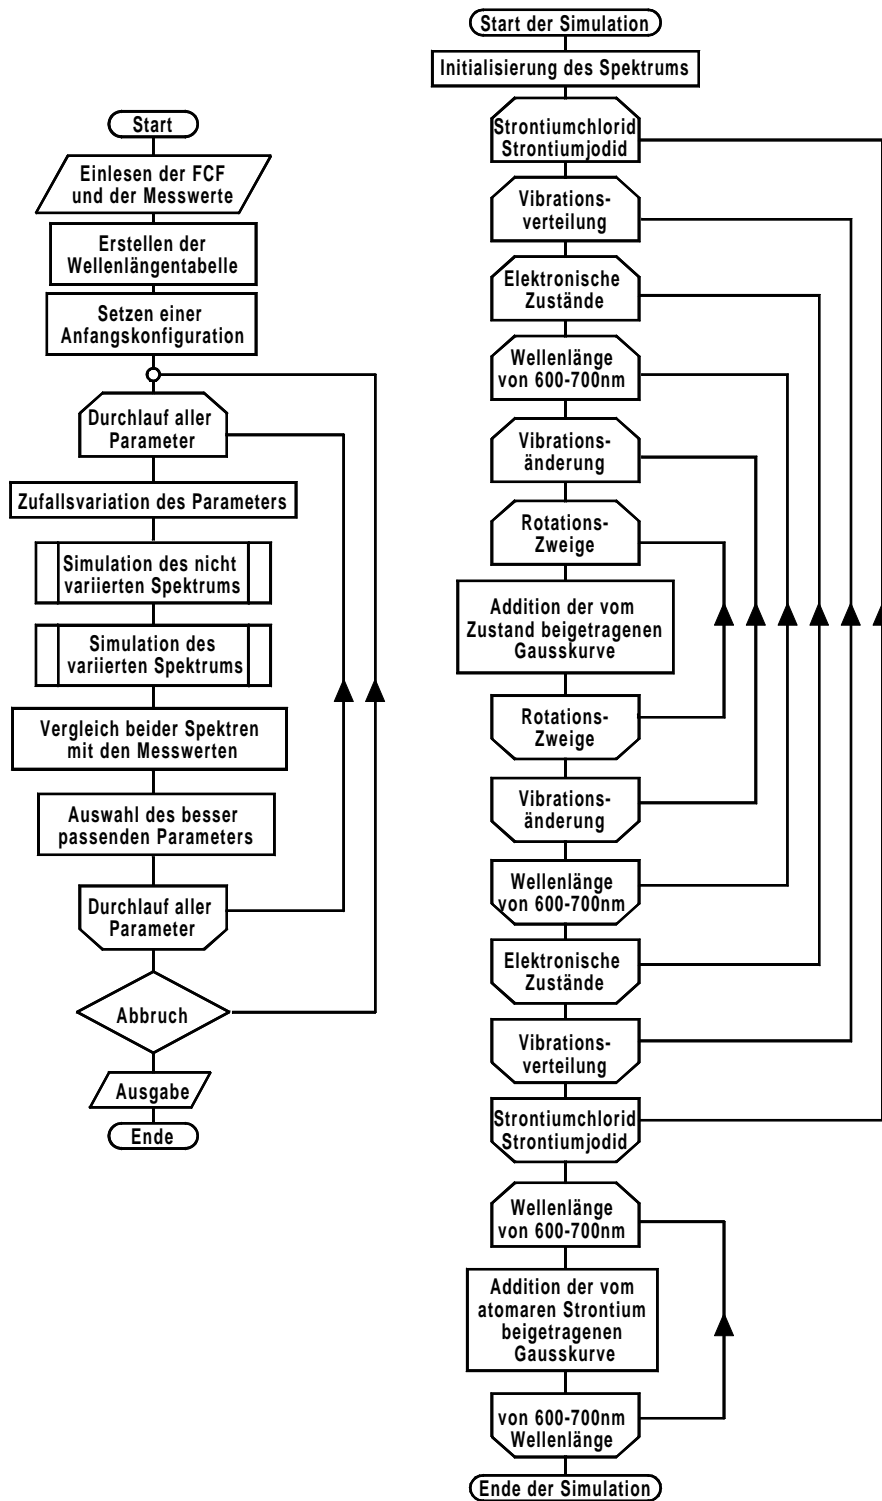 Start
Einlesen der FCF
und der Messwerte
Erstellen der
Wellenlängentabelle
Setzen einer
Anfangskonfiguration
Durchlauf aller
Parameter
Zufallsvariation des Parameters
Simulation des nicht
variierten Spektrums
Simulation des
variierten Spektrums
Vergleich beider Spektren
mit den Messwerten
Auswahl des besser
passenden Parameters
Durchlauf aller
Parameter
Abbruch
Ausgabe
Ende
Start der Simulation
Initialisierung des Spektrums
Strontiumchlorid
Strontiumjodid
Vibrations-
verteilung
Elektronische
Zustände
Wellenlänge
von 600-700nm
Vibrations-
änderung
Rotations-
Zweige
Addition der vom
Zustand beigetragenen
Gausskurve
Rotations-
Zweige
Vibrations-
änderung
Wellenlänge
von 600-700nm
Elektronische
Zustände
Vibrations-
verteilung
Strontiumchlorid
Strontiumjodid
Wellenlänge
von 600-700nm
Addition der vom
atomaren Strontium
beigetragenen
Gausskurve
von 600-700nm
Wellenlänge
Ende der Simulation